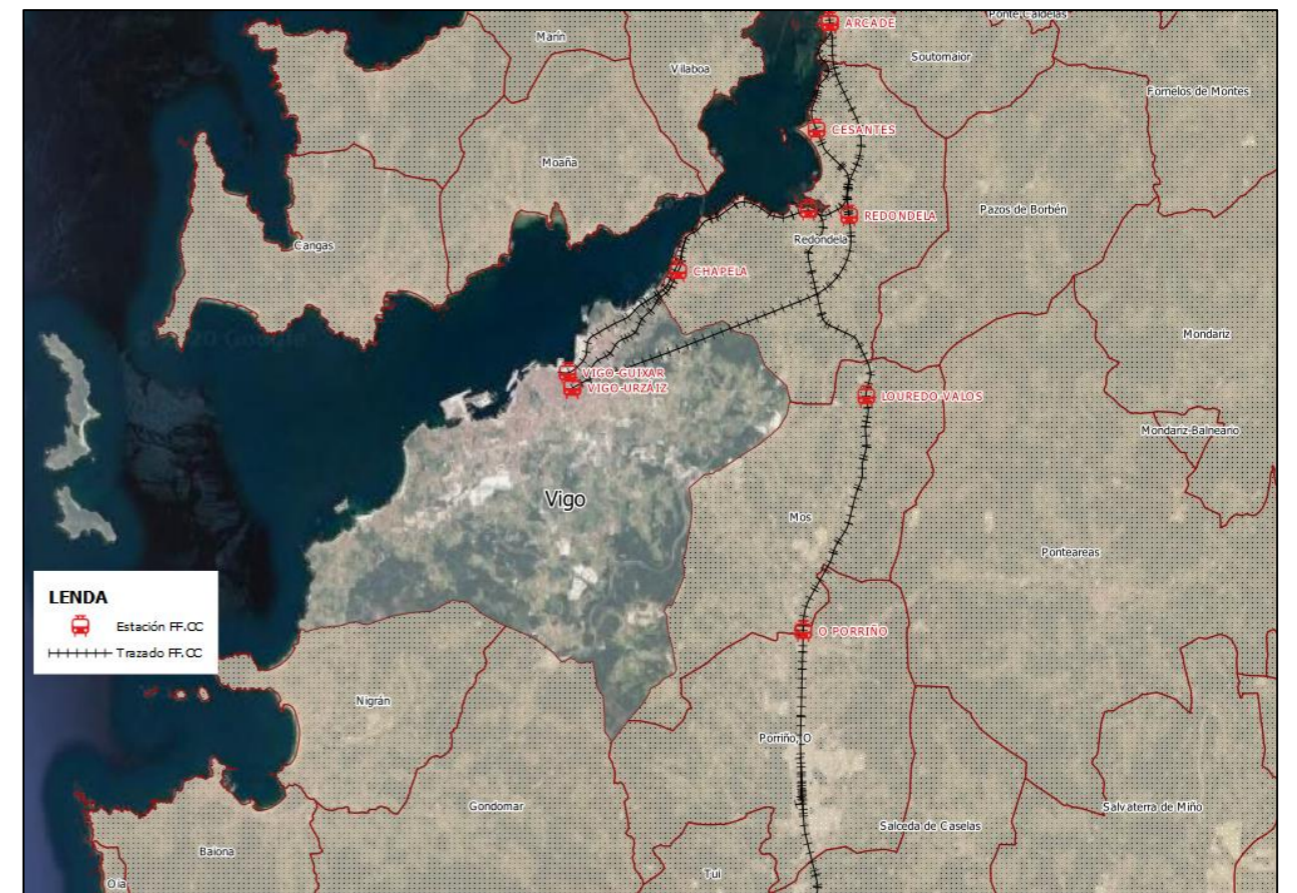 Ponte Caldelas
ARCADE
Marín
Soutomaior
Vilaboa
Fornelos de Montes
CESANTES
Moaña
Pazos de Borbén
REDONDELA
Redondela
Cangas
CHAPELA
Mondariz
VIGO-GUIXAR
VIGO-URZÁIZ
LOUREDO-VALOS
Mondariz-Balneario
Vigo
Mos
Ponteareas
LENDA
Estación FF.CC
Trazado FF.CC
O PORRIÑO
Nigrán
Porriño, O
Gondomar
Salvaterra de Miño
Salceda de Caselas
Baiona
Tui
Oia